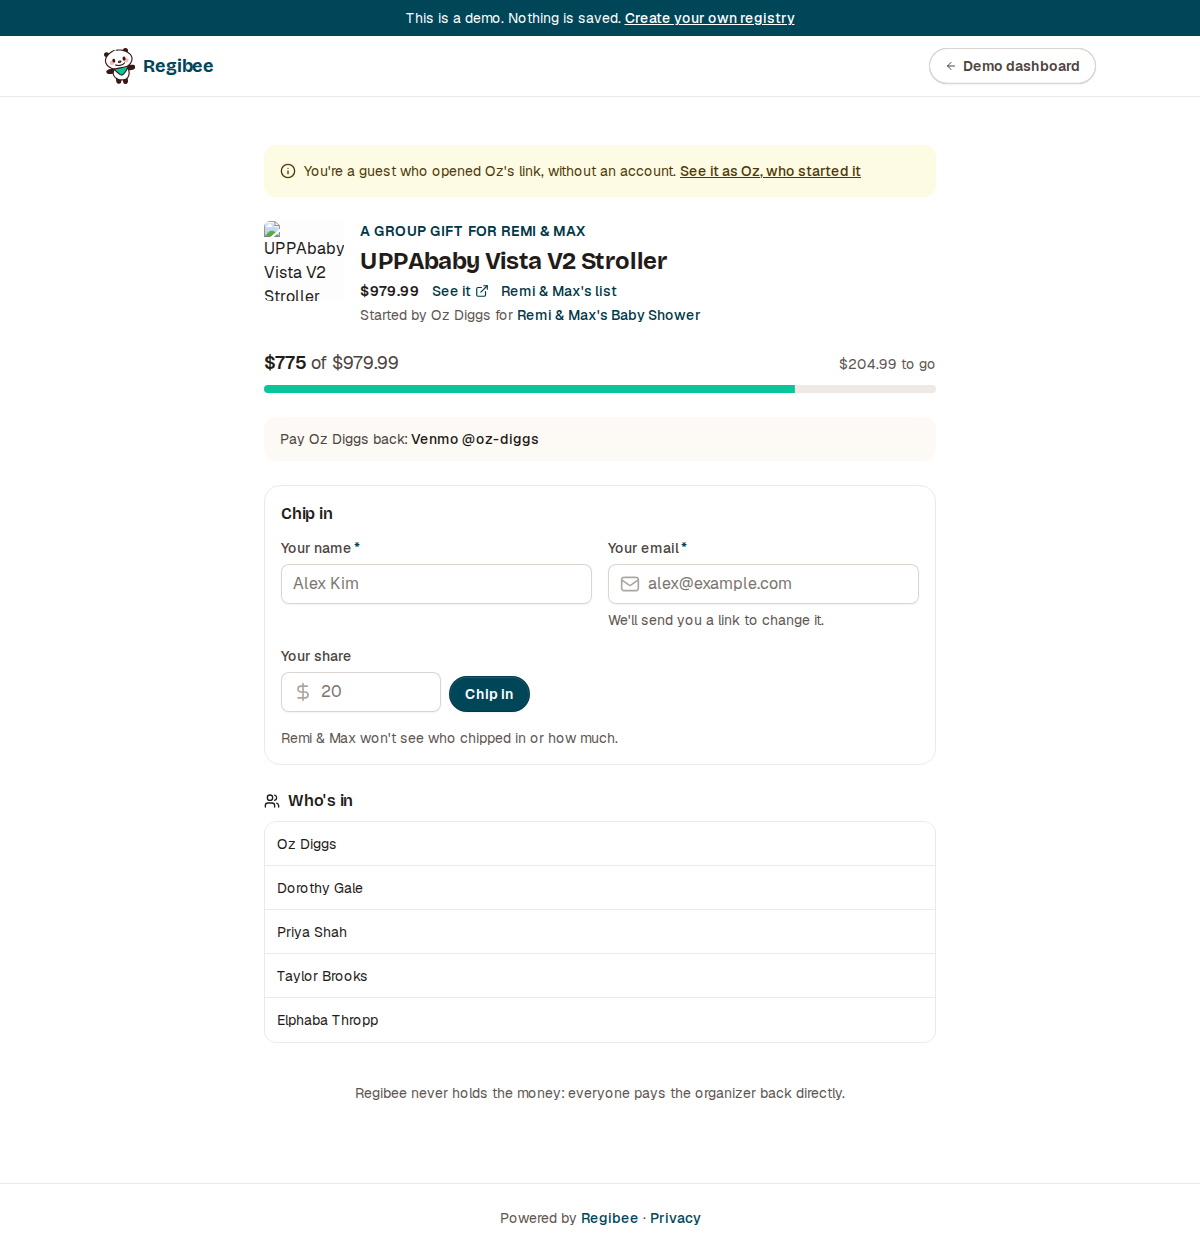 This is a demo. Nothing is saved. Create your own registry
Regibee
Demo dashboard
You're a guest who opened Oz's link, without an account. See it as Oz, who started it
UPPAbaby
Vista V2
Stroller
A GROUP GIFT FOR REMI & MAX
UPPAbaby Vista V2 Stroller
$979.99 See it Remi & Max's list
Started by Oz Diggs for Remi & Max's Baby Shower
$775 of $979.99
$204.99 to go
Pay Oz Diggs back: Venmo @oz-diggs
Chip in
Your name *
Your email *
Alex Kim
alex@example.com
We'll send you a link to change it.
Your share
$ 20
Chip in
Remi & Max won't see who chipped in or how much.
Who's in
Oz Diggs
Dorothy Gale
Priya Shah
Taylor Brooks
Elphaba Thropp
Regibee never holds the money: everyone pays the organizer back directly.
Powered by Regibee · Privacy